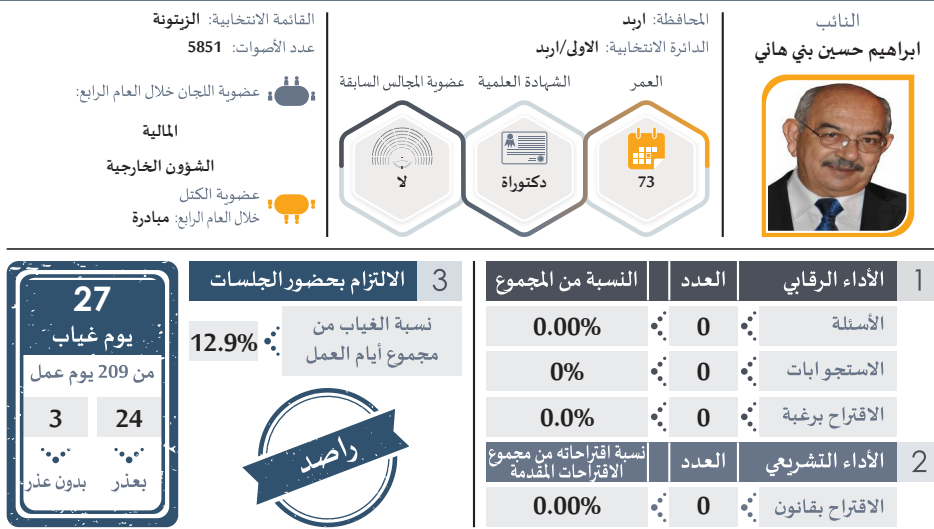 النائب
ابراهيم حسين بني هاني
المحافظة: اربد
الدائرة الانتخابية: الاولى/اربد
العمر
73
الشهادة العلمية
دكتوراة
عضوية المجالس السابقة
لا
القائمة الانتخابية: الزيتونة
عدد الأصوات: 5851
عضوية اللجان خلال العام الرابع:
المالية
الشؤون الخارجية
عضوية الكتل
خلال العام الرابع: مبادرة
1 الأداء الرقابي العدد النسبة من المجموع
الأسئلة 0 0.00%
الاستجوابات 0 0%
الاقتراح برغبة 0 0.0%
2 الأداء التشريعي العدد نسبة اقتراحاته من مجموع
الاقتراحات المقدمة
الاقتراح بقانون 0 0.00%
3 الالتزام بحضور الجلسات
نسبة الغياب من
مجموع أيام العمل
12.9%
راصد
27
يوم غياب
من 209 يوم عمل
24 3
بعذر بدون عذر